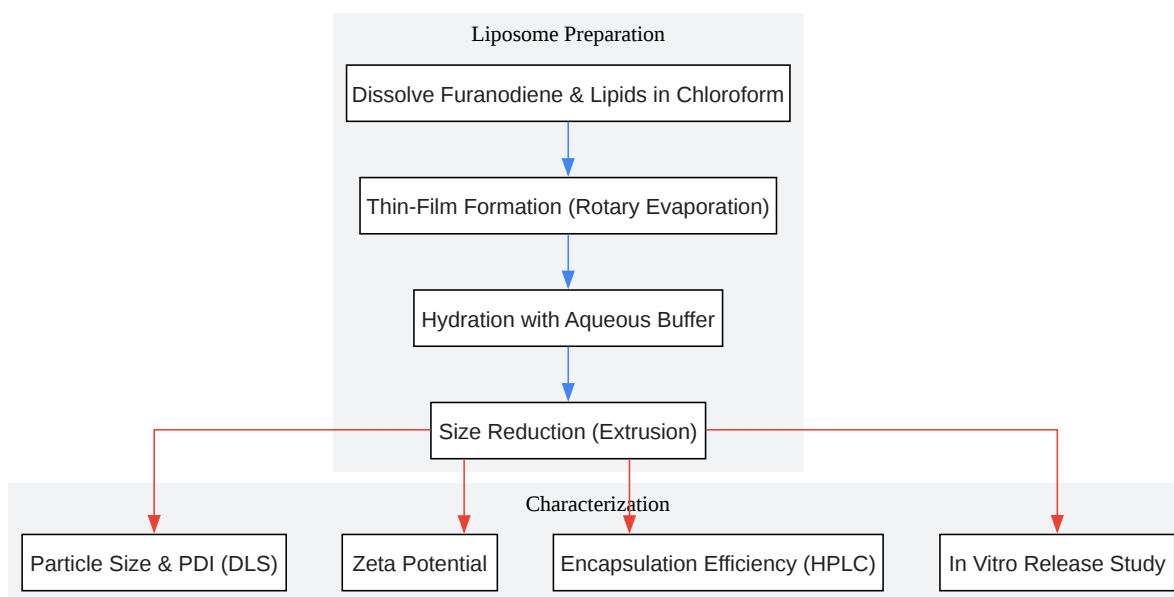 Liposome Preparation
Dissolve Furanodiene & Lipids in Chloroform
Thin-Film Formation (Rotary Evaporation)
Hydration with Aqueous Buffer
Size Reduction (Extrusion)
Characterization
Particle Size & PDI (DLS)
Zeta Potential
Encapsulation Efficiency (HPLC)
In Vitro Release Study